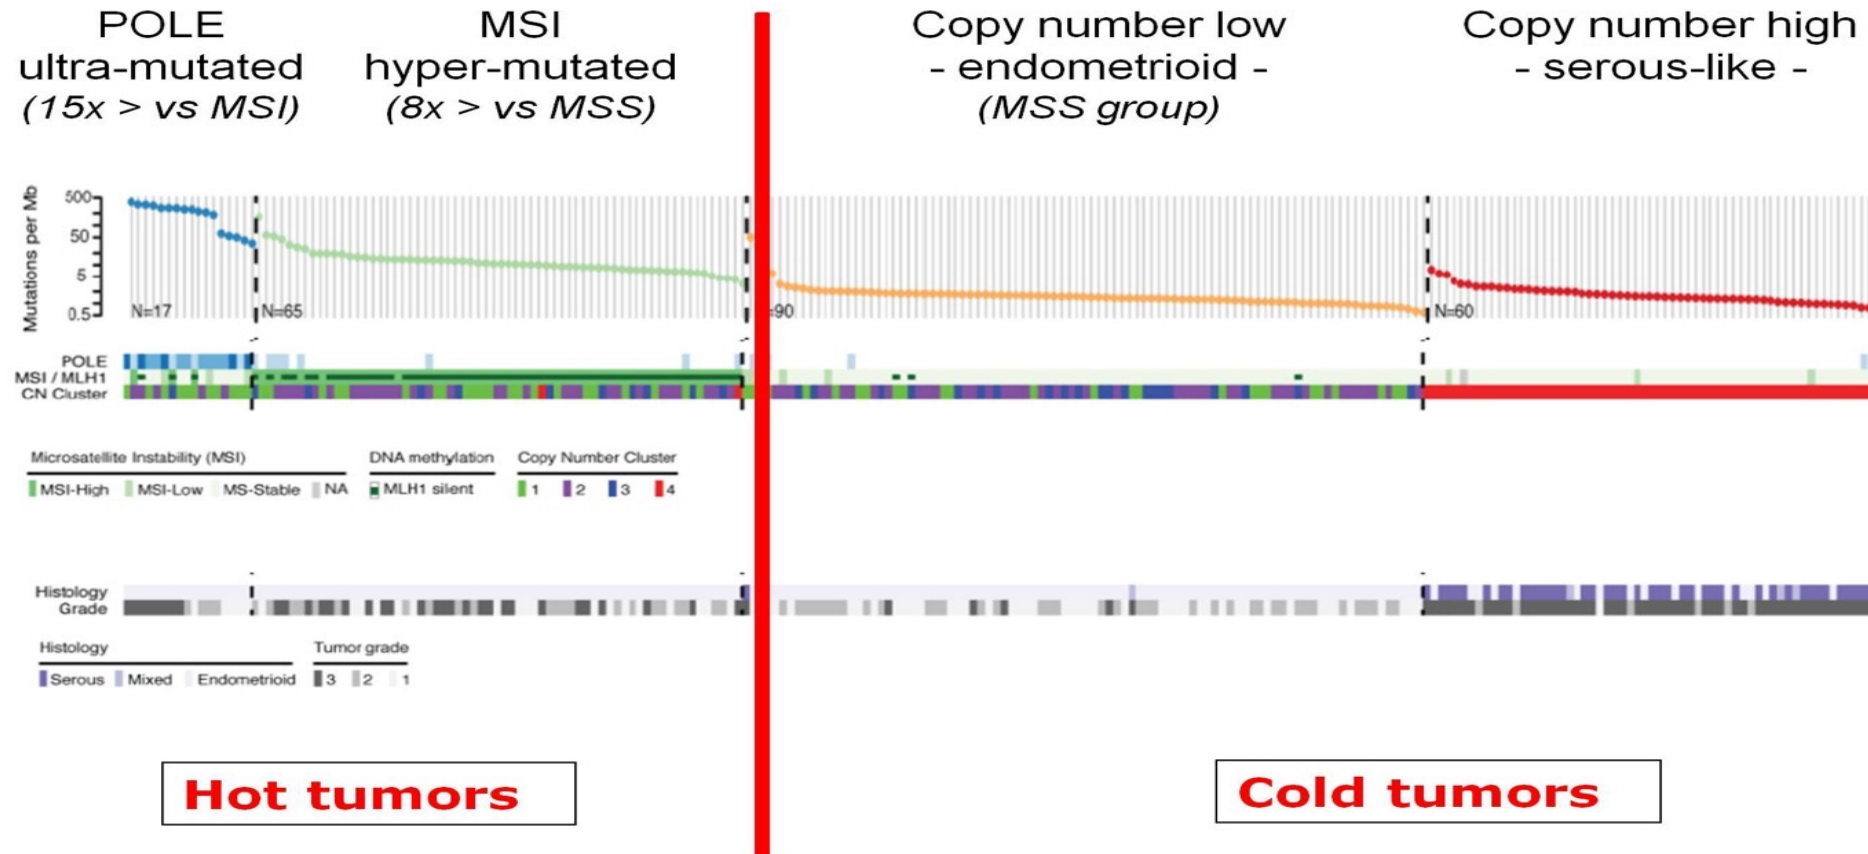 POLE
ultra-mutated
(15x > vs MSI)
MSI
hyper-mutated
(8x > vs MSS)
Copy number low
- endometrioid -
(MSS group)
Copy number high
- serous-like -
Mutations per Mb
500
50
5
0.5
N=17
N=65
=90
N=60
POLE
MSI / MLH1
CN Cluster
Microsatellite Instability (MSI)
MSI-High MSI-Low MS-Stable NA
DNA methylation
MLH1 silent
Copy Number Cluster
1 2 3 4
Histology
Grade
Histology
Serous Mixed Endometrioid
Tumor grade
3 2 1
Hot tumors
Cold tumors